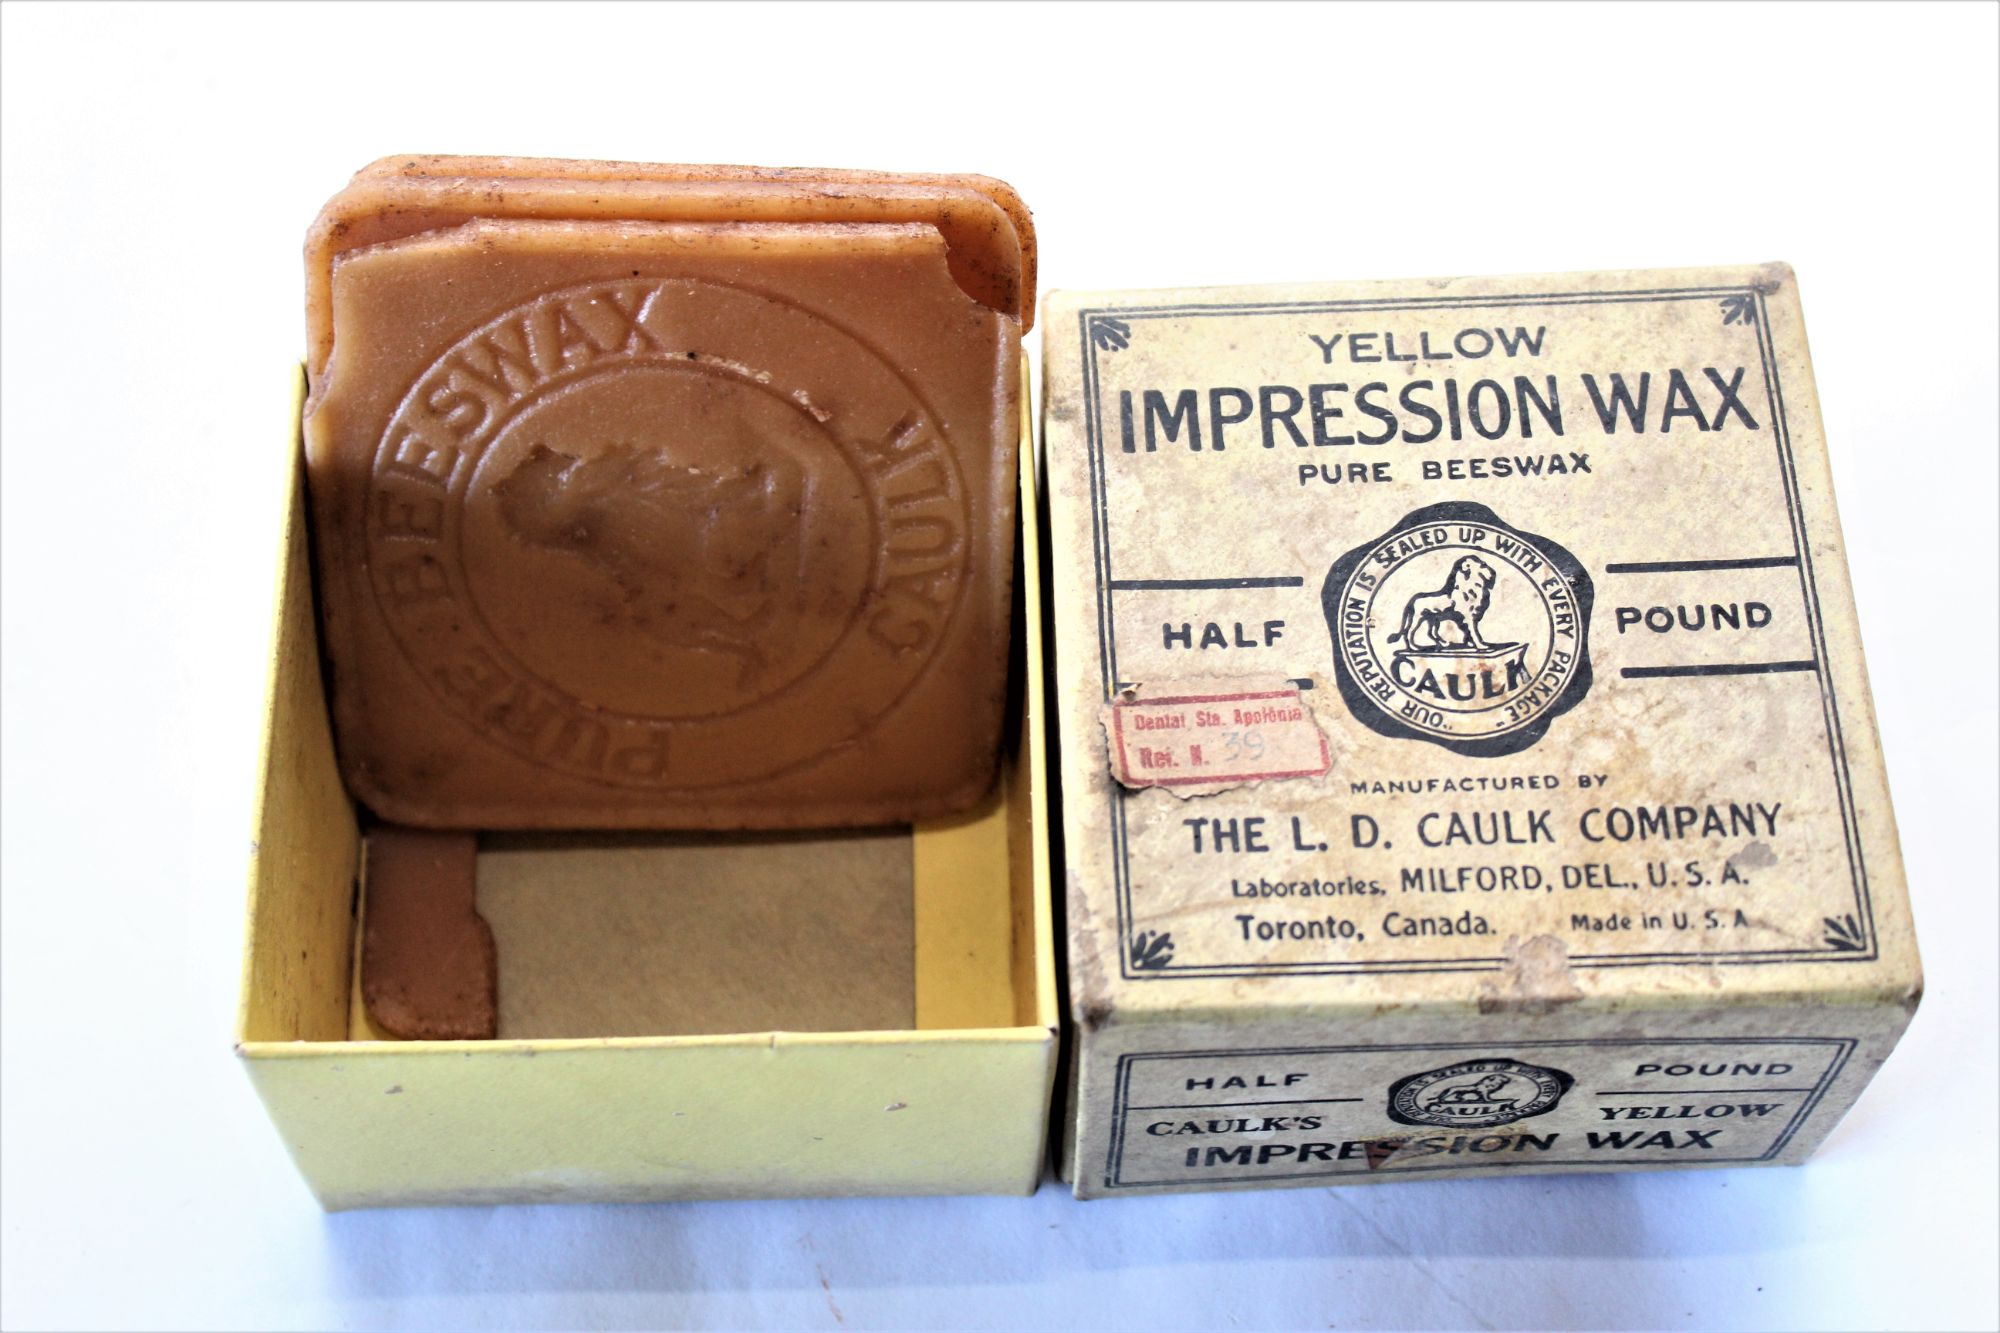 PURE BEESWAX
CAULK
YELLOW
IMPRESSION WAX
PURE BEESWAX
"OUR REPUTATION IS SEALED UP WITH EVERY PACKAGE"
CAULK
HALF POUND
Dental Sta. Apolónia
Ref. N. 39
MANUFACTURED BY
THE L. D. CAULK COMPANY
Laboratories, MILFORD, DEL., U. S. A.
Toronto, Canada. Made in U. S. A
HALF POUND
CAULK
CAULK'S YELLOW
IMPRESSION WAX